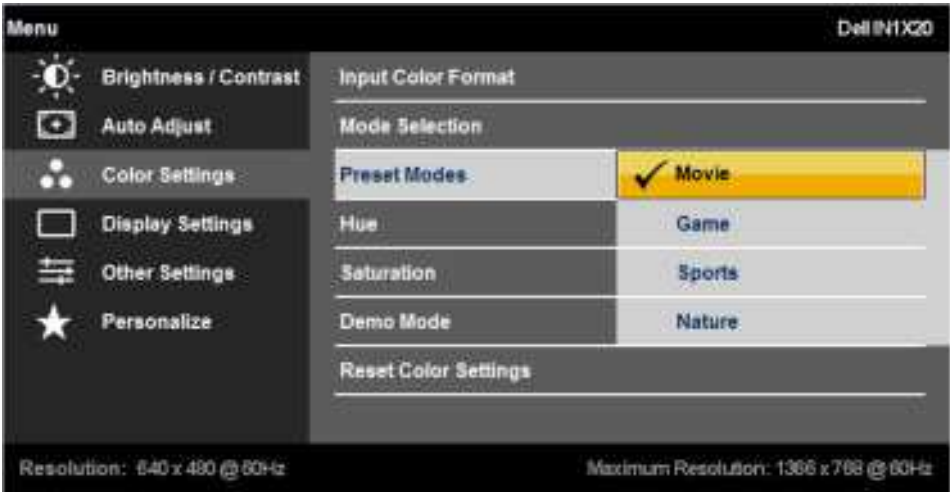 Menu Dell IN1X20
Brightness / Contrast Input Color Format
Auto Adjust Mode Selection
Color Settings Preset Modes Movie
Display Settings Hue Game
Other Settings Saturation Sports
Personalize Demo Mode Nature
Reset Color Settings
Resolution: 640 x 480 @ 60Hz Maximum Resolution: 1366 x 768 @ 60Hz